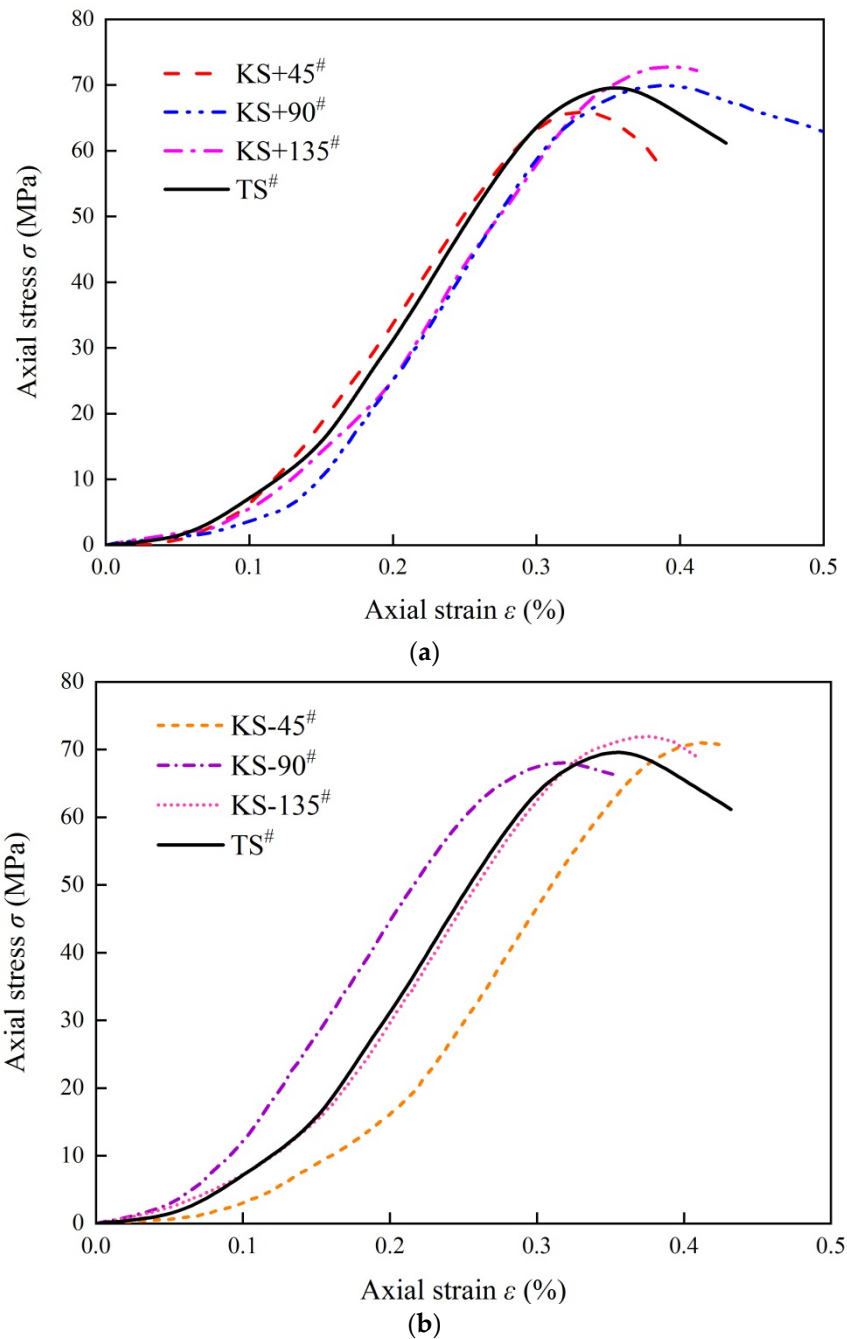 80
70
60
50
40
30
20
10
0
Axial stress σ (MPa)
KS+45#
KS+90#
KS+135#
TS#
0.0 0.1 0.2 0.3 0.4 0.5
Axial strain ε (%)
(a)
80
70
60
50
40
30
20
10
0
Axial stress σ (MPa)
KS-45#
KS-90#
KS-135#
TS#
0.0 0.1 0.2 0.3 0.4 0.5
Axial strain ε (%)
(b)